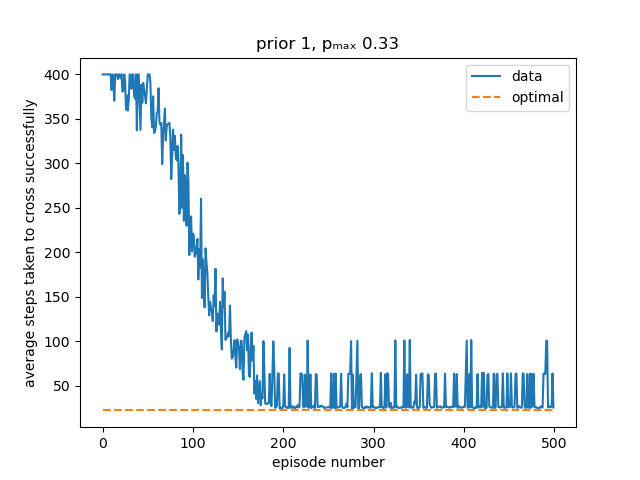 prior 1, pₘₐₓ 0.33
data
optimal
average steps taken to cross successfully
400
350
300
250
200
150
100
50
0
100
200
300
400
500
episode number